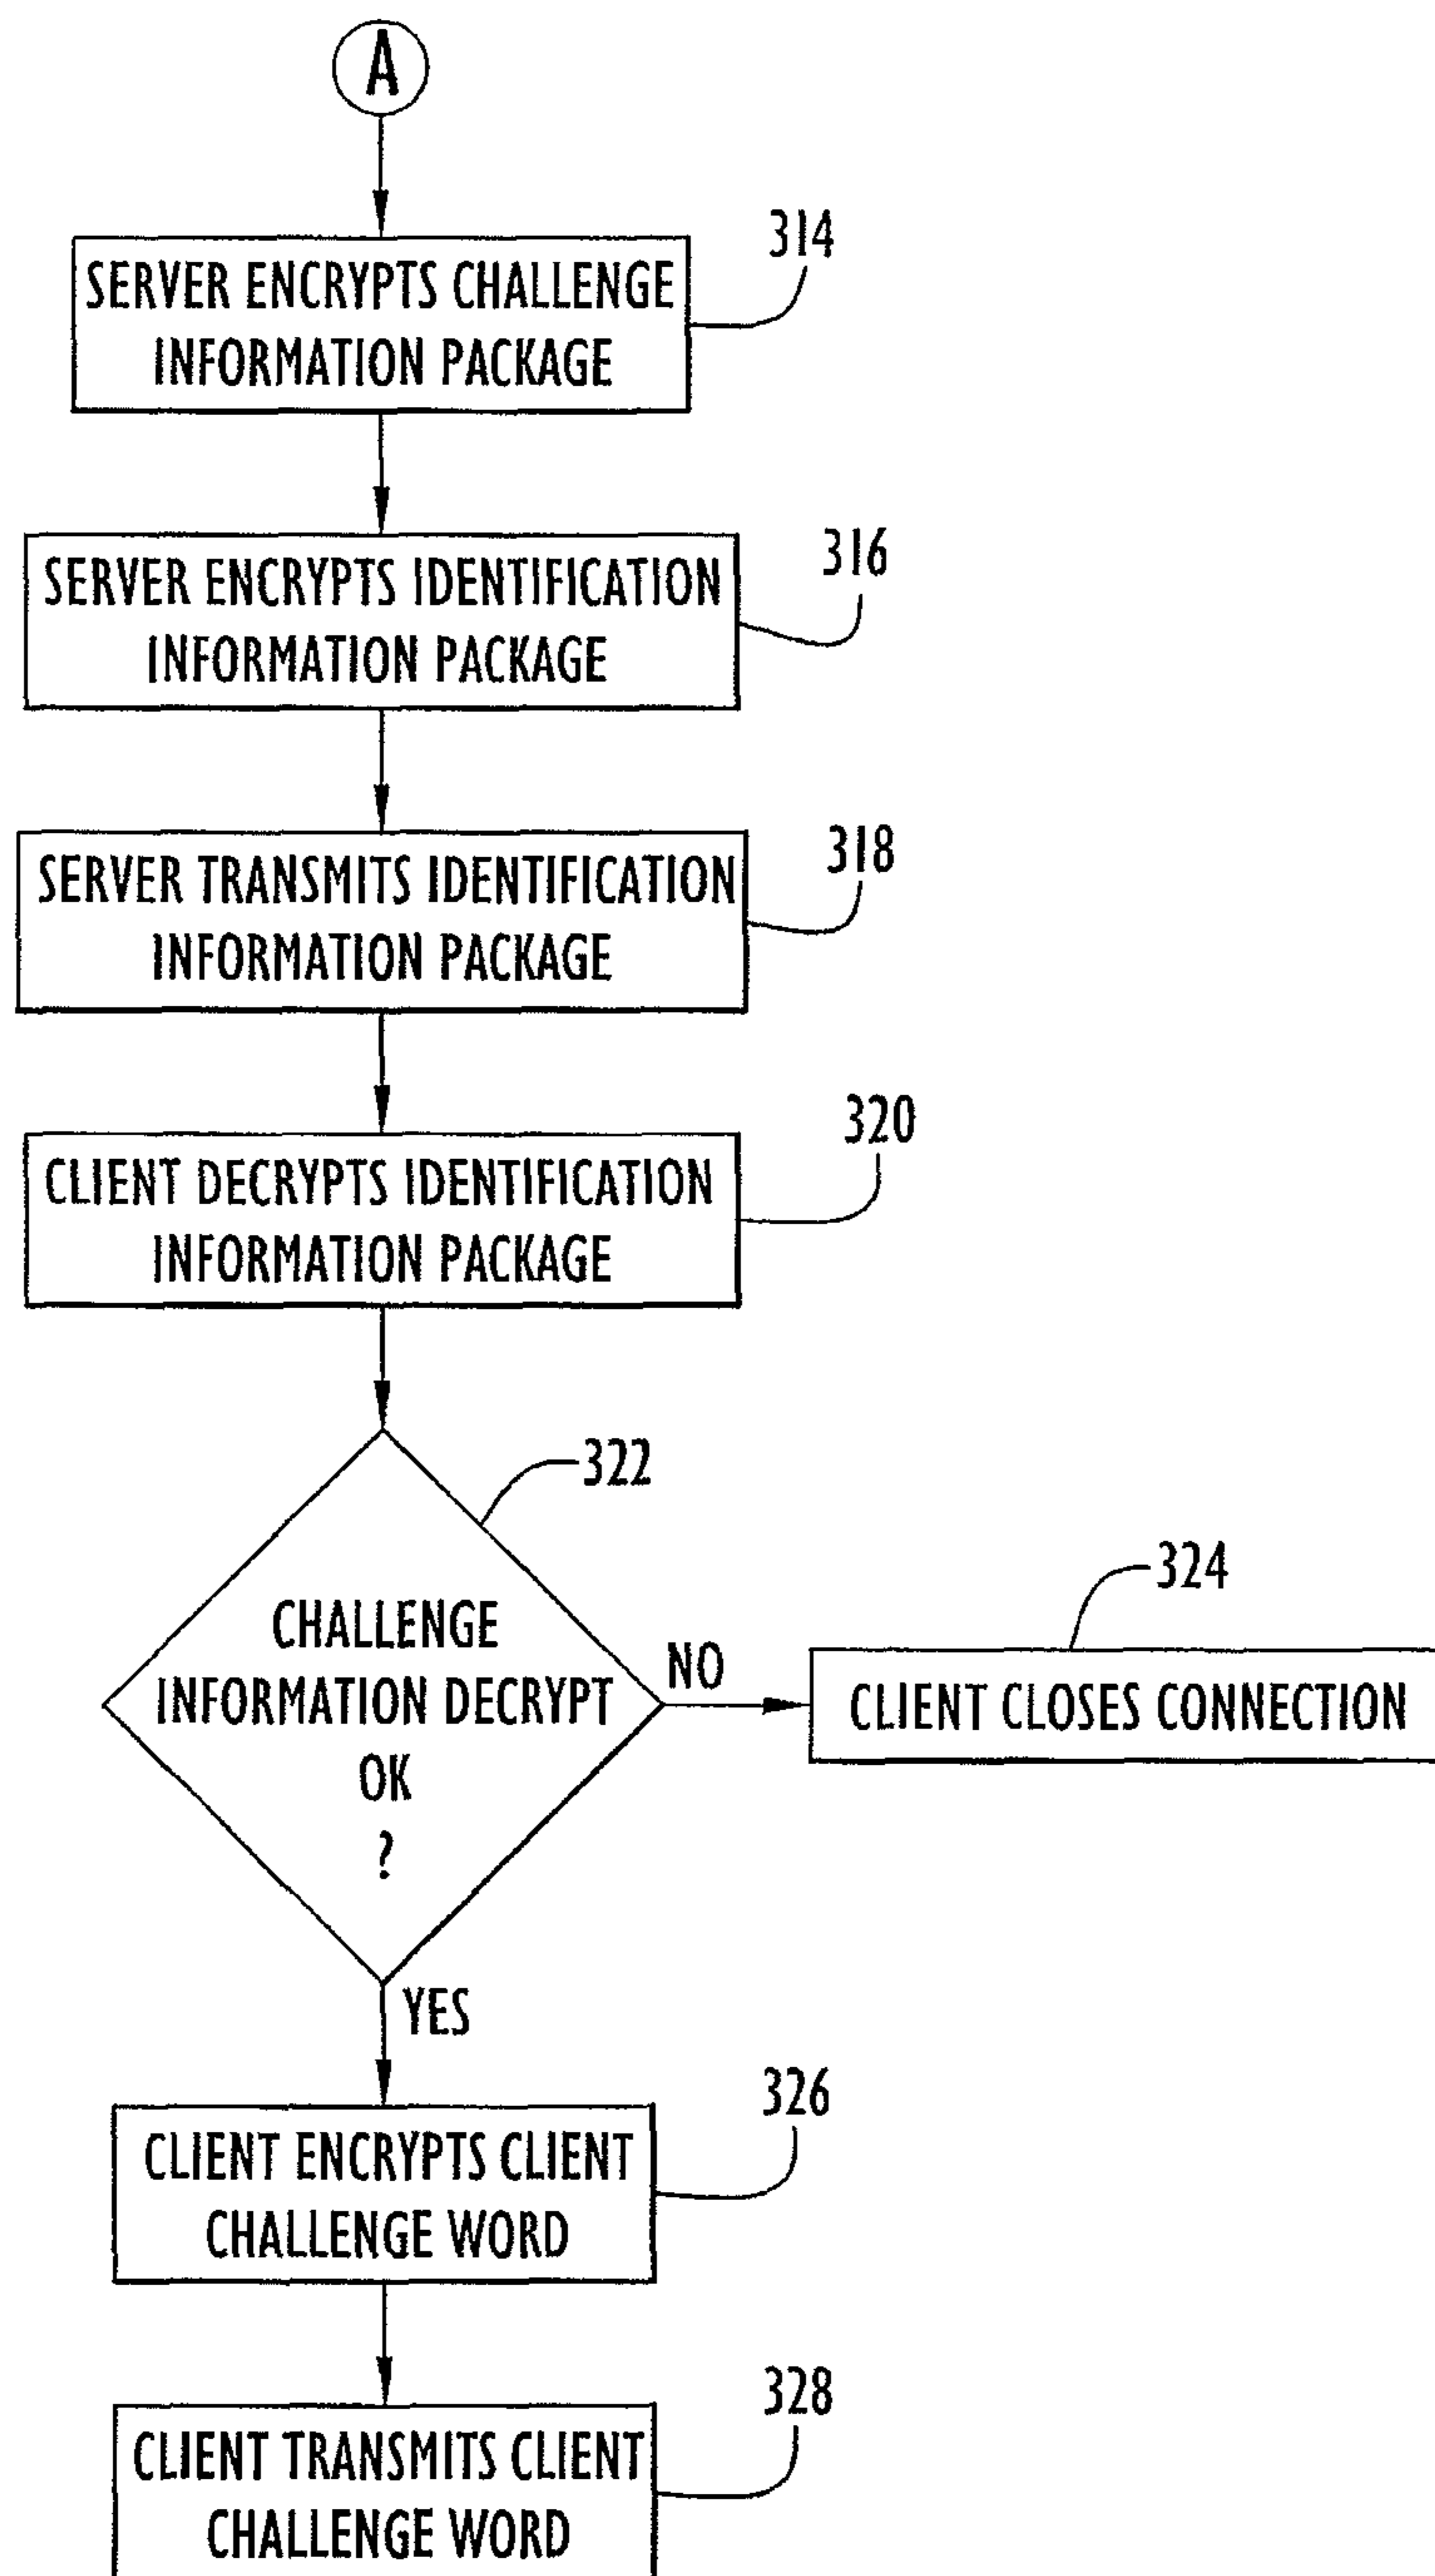 A
314
SERVER ENCRYPTS CHALLENGE
INFORMATION PACKAGE
316
SERVER ENCRYPTS IDENTIFICATION
INFORMATION PACKAGE
318
SERVER TRANSMITS IDENTIFICATION
INFORMATION PACKAGE
320
CLIENT DECRYPTS IDENTIFICATION
INFORMATION PACKAGE
322
CHALLENGE
INFORMATION DECRYPT
OK
?
NO
324
CLIENT CLOSES CONNECTION
YES
326
CLIENT ENCRYPTS CLIENT
CHALLENGE WORD
328
CLIENT TRANSMITS CLIENT
CHALLENGE WORD